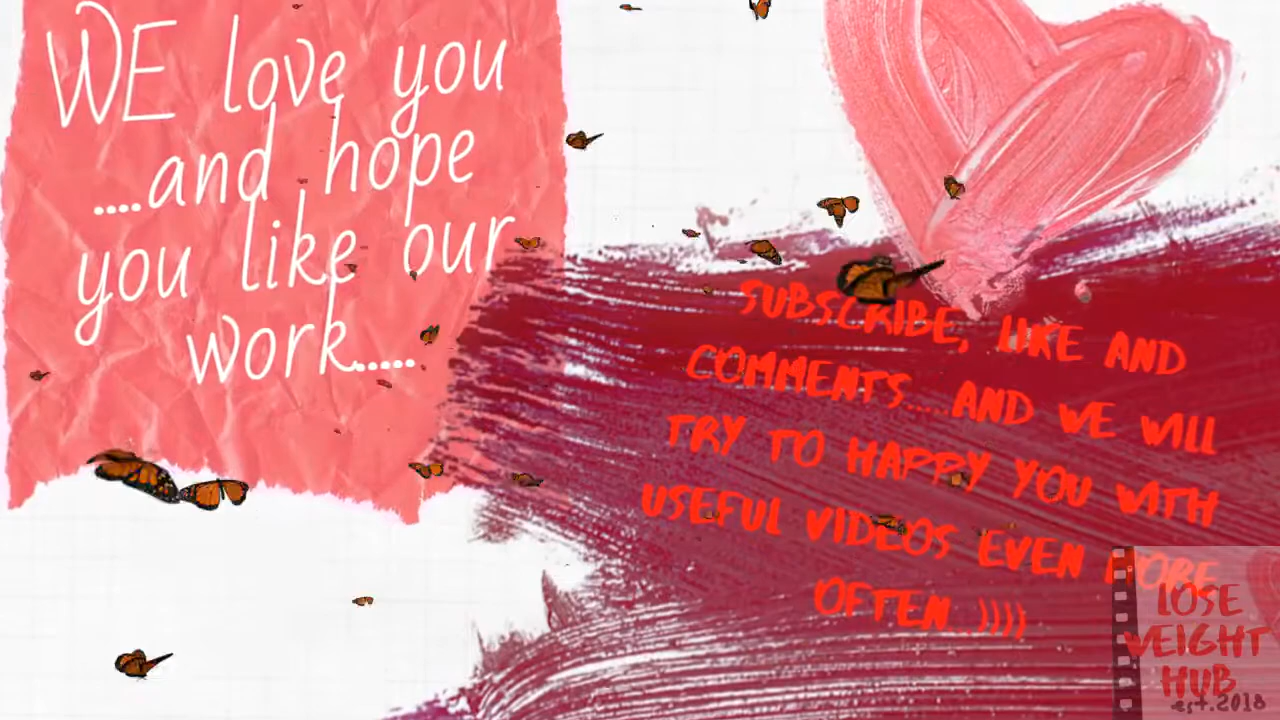 WE love you
....and hope
you like our
work.....
SUBSCRIBE, LIKE AND
COMMENTS.....AND WE WILL
TRY TO HAPPY YOU WITH
USEFUL VIDEOS EVEN MORE
OFTEN...))))
LOSE
WEIGHT
HUB
est.2018